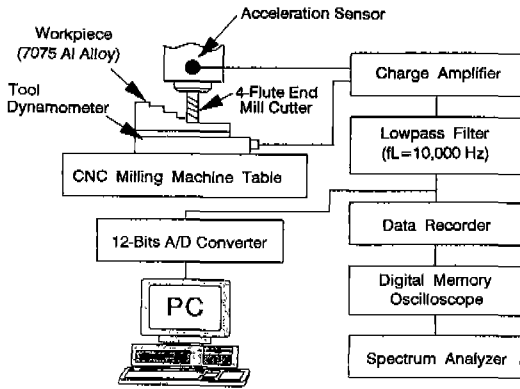 Acceleration Sensor
Workpiece
(7075 Al Alloy)
Tool
Dynamometer
4-Flute End
Mill Cutter
Charge Amplifier
Lowpass Filter
(fL=10,000 Hz)
CNC Milling Machine Table
12-Bits A/D Converter
Data Recorder
PC
Digital Memory
Oscilloscope
Spectrum Analyzer